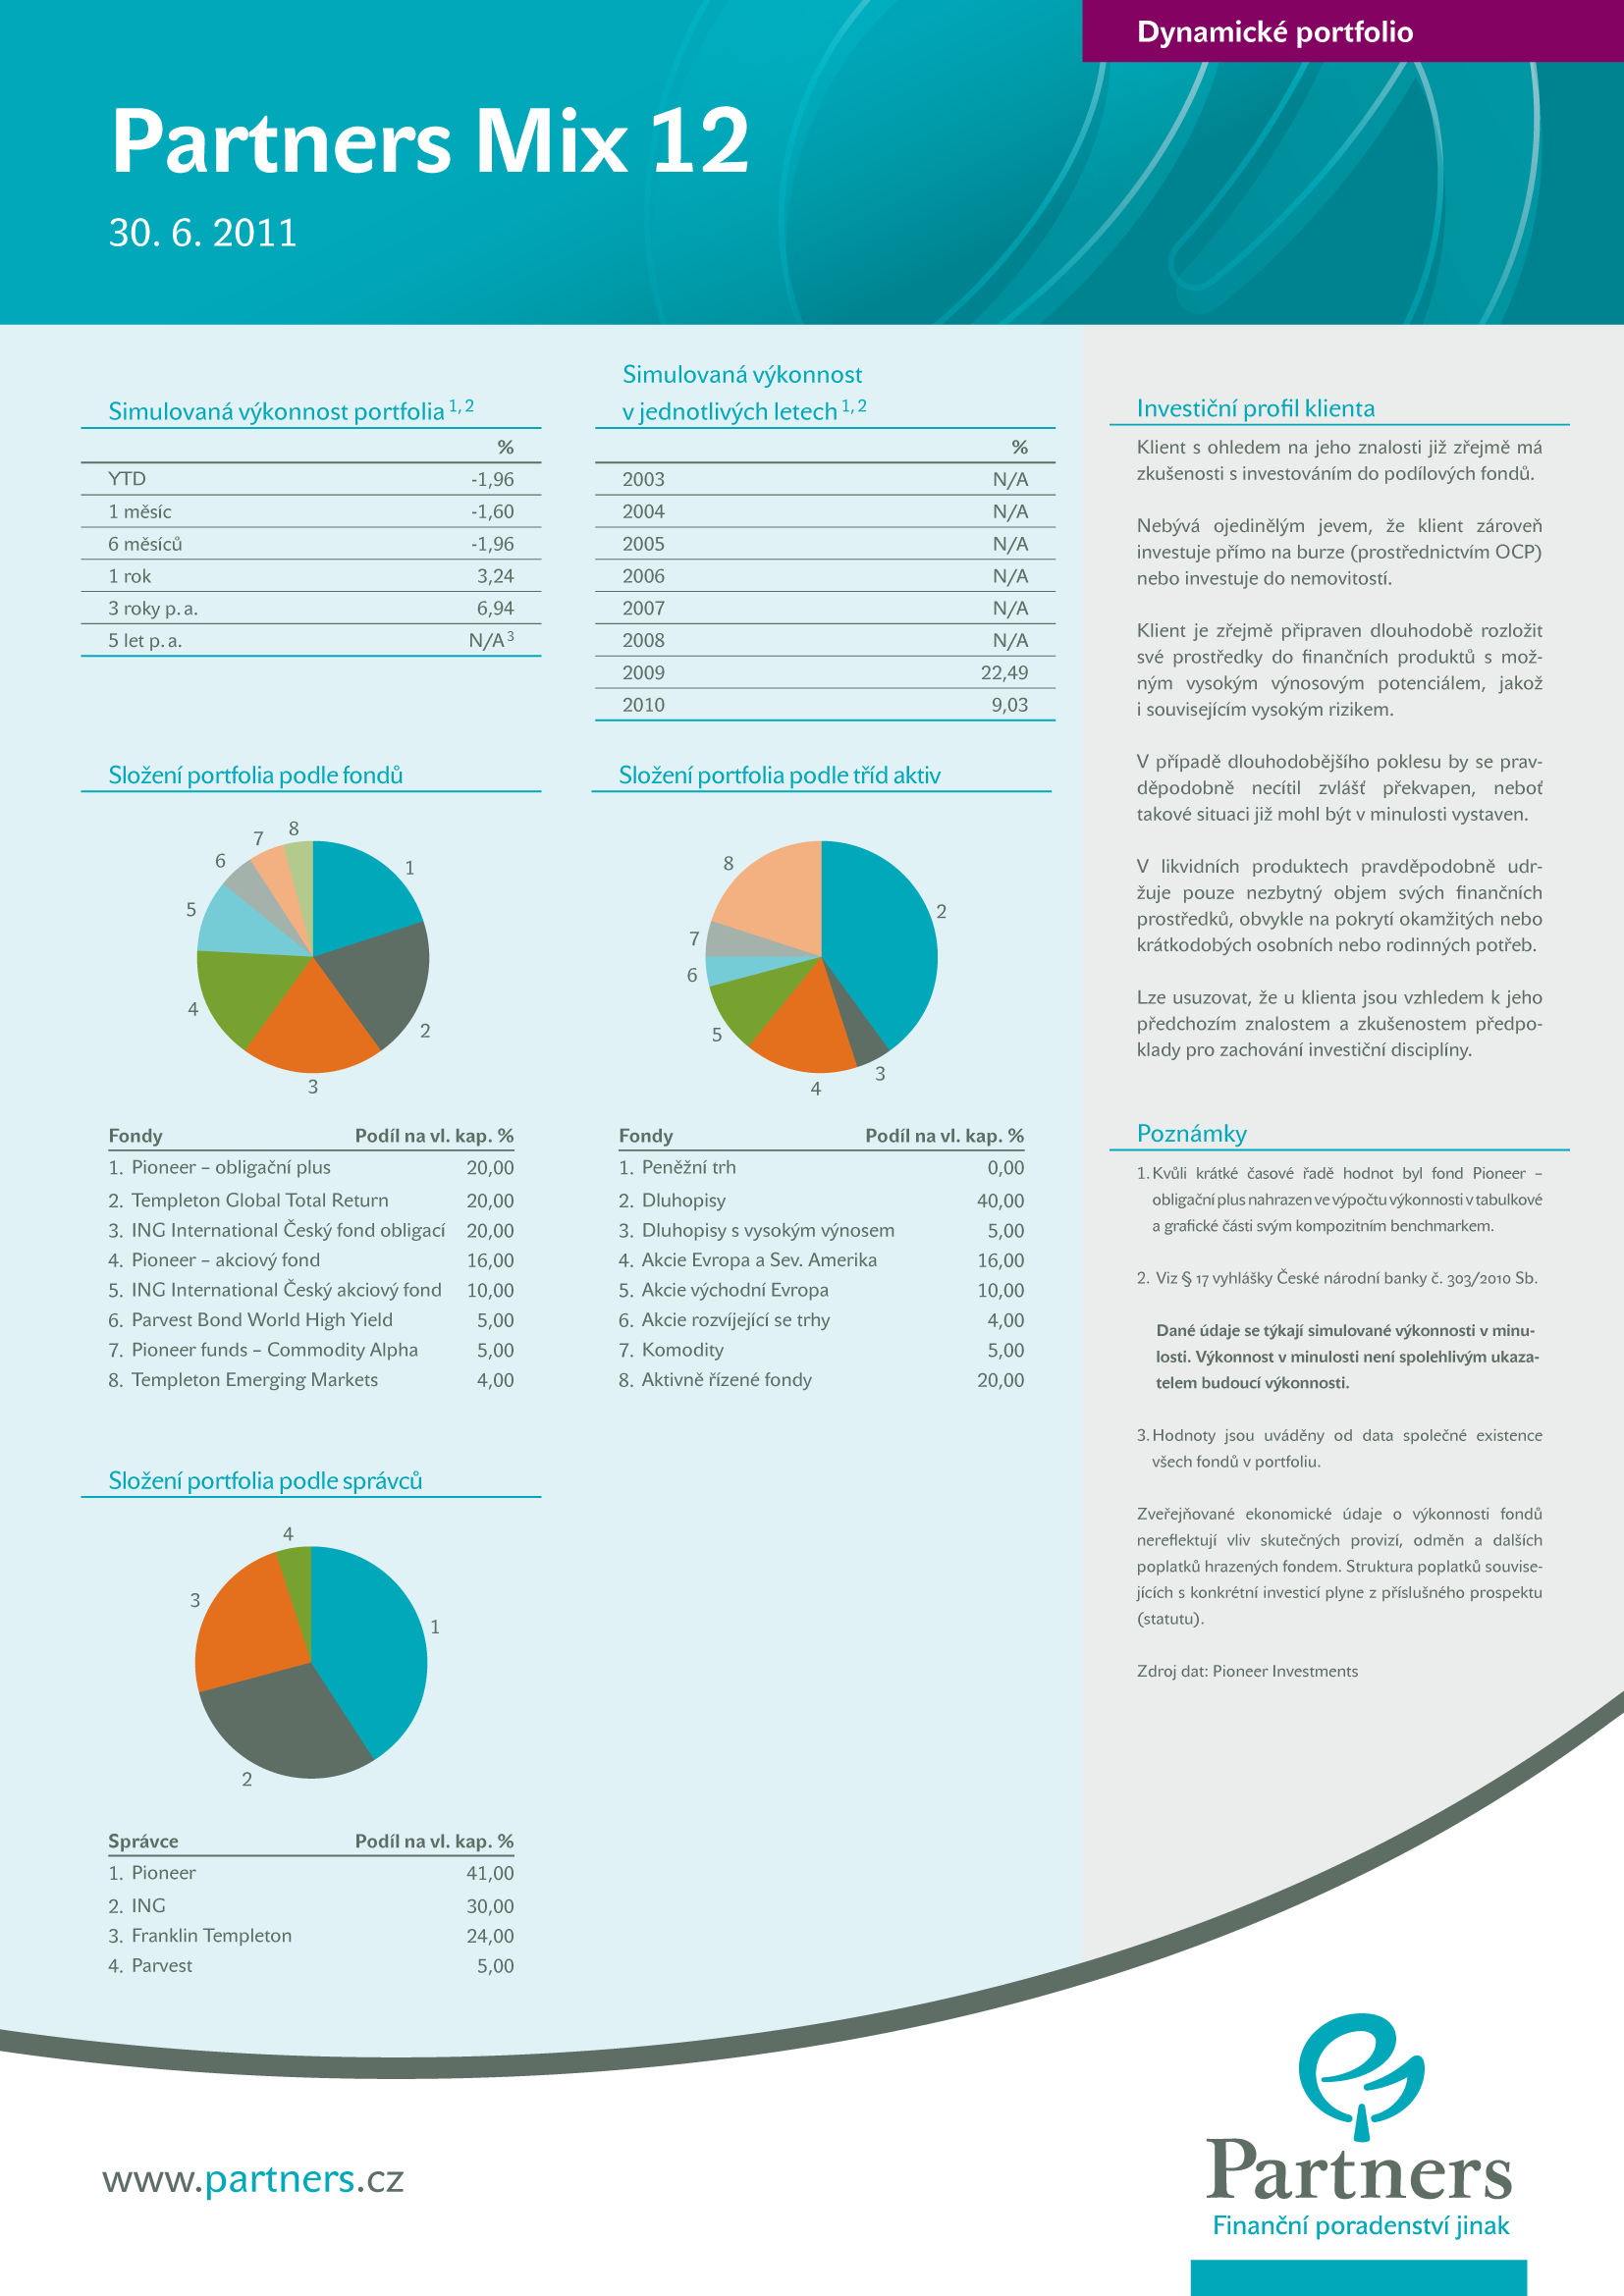 Dynamické portfolio
Partners Mix 12
30. 6. 2011
Simulovaná výkonnost portfolia 1, 2
%
YTD -1,96
1 měsíc -1,60
6 měsíců -1,96
1 rok 3,24
3 roky p. a. 6,94
5 let p. a. N/A 3
Simulovaná výkonnost
v jednotlivých letech 1, 2
%
2003 N/A
2004 N/A
2005 N/A
2006 N/A
2007 N/A
2008 N/A
2009 22,49
2010 9,03
Složení portfolia podle fondů
1
2
3
4
5
6
7
8
Fondy Podíl na vl. kap. %
1. Pioneer – obligační plus 20,00
2. Templeton Global Total Return 20,00
3. ING International Český fond obligací 20,00
4. Pioneer – akciový fond 16,00
5. ING International Český akciový fond 10,00
6. Parvest Bond World High Yield 5,00
7. Pioneer funds – Commodity Alpha 5,00
8. Templeton Emerging Markets 4,00
Složení portfolia podle tříd aktiv
2
3
4
5
6
7
8
Fondy Podíl na vl. kap. %
1. Peněžní trh 0,00
2. Dluhopisy 40,00
3. Dluhopisy s vysokým výnosem 5,00
4. Akcie Evropa a Sev. Amerika 16,00
5. Akcie východní Evropa 10,00
6. Akcie rozvíjející se trhy 4,00
7. Komodity 5,00
8. Aktivně řízené fondy 20,00
Složení portfolia podle správců
1
2
3
4
Správce Podíl na vl. kap. %
1. Pioneer 41,00
2. ING 30,00
3. Franklin Templeton 24,00
4. Parvest 5,00
Investiční profil klienta
Klient s ohledem na jeho znalosti již zřejmě má
zkušenosti s investováním do podílových fondů.
Nebývá ojedinělým jevem, že klient zároveň
investuje přímo na burze (prostřednictvím OCP)
nebo investuje do nemovitostí.
Klient je zřejmě připraven dlouhodobě rozložit
své prostředky do finančních produktů s mož-
ným vysokým výnosovým potenciálem, jakož
i souvisejícím vysokým rizikem.
V případě dlouhodobějšího poklesu by se prav-
děpodobně necítil zvlášť překvapen, neboť
takové situaci již mohl být v minulosti vystaven.
V likvidních produktech pravděpodobně udr-
žuje pouze nezbytný objem svých finančních
prostředků, obvykle na pokrytí okamžitých nebo
krátkodobých osobních nebo rodinných potřeb.
Lze usuzovat, že u klienta jsou vzhledem k jeho
předchozím znalostem a zkušenostem předpo-
klady pro zachování investiční disciplíny.
Poznámky
1. Kvůli krátké časové řadě hodnot byl fond Pioneer –
obligační plus nahrazen ve výpočtu výkonnosti v tabulkové
a grafické části svým kompozitním benchmarkem.
2. Viz § 17 vyhlášky České národní banky č. 303/2010 Sb.
Dané údaje se týkají simulované výkonnosti v minu-
losti. Výkonnost v minulosti není spolehlivým ukaza-
telem budoucí výkonnosti.
3. Hodnoty jsou uváděny od data společné existence
všech fondů v portfoliu.
Zveřejňované ekonomické údaje o výkonnosti fondů
nereflektují vliv skutečných provizí, odměn a dalších
poplatků hrazených fondem. Struktura poplatků souvise-
jících s konkrétní investicí plyne z příslušného prospektu
(statutu).
Zdroj dat: Pioneer Investments
www.partners.cz
Partners
Finanční poradenství jinak